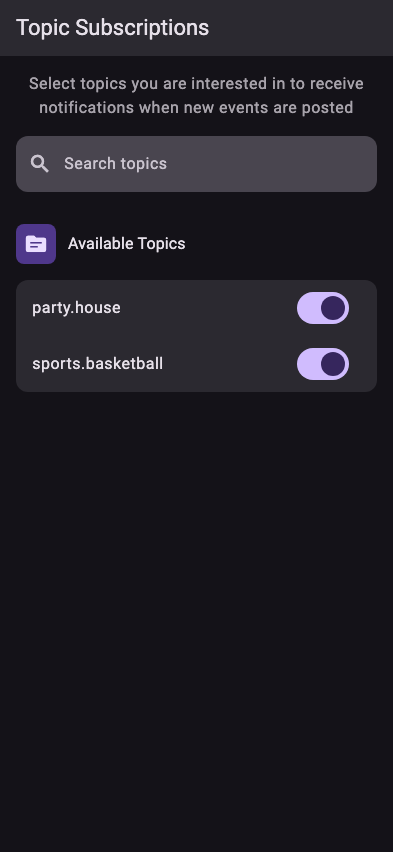 Topic Subscriptions
Select topics you are interested in to receive
notifications when new events are posted
Search topics
Available Topics
party.house
sports.basketball